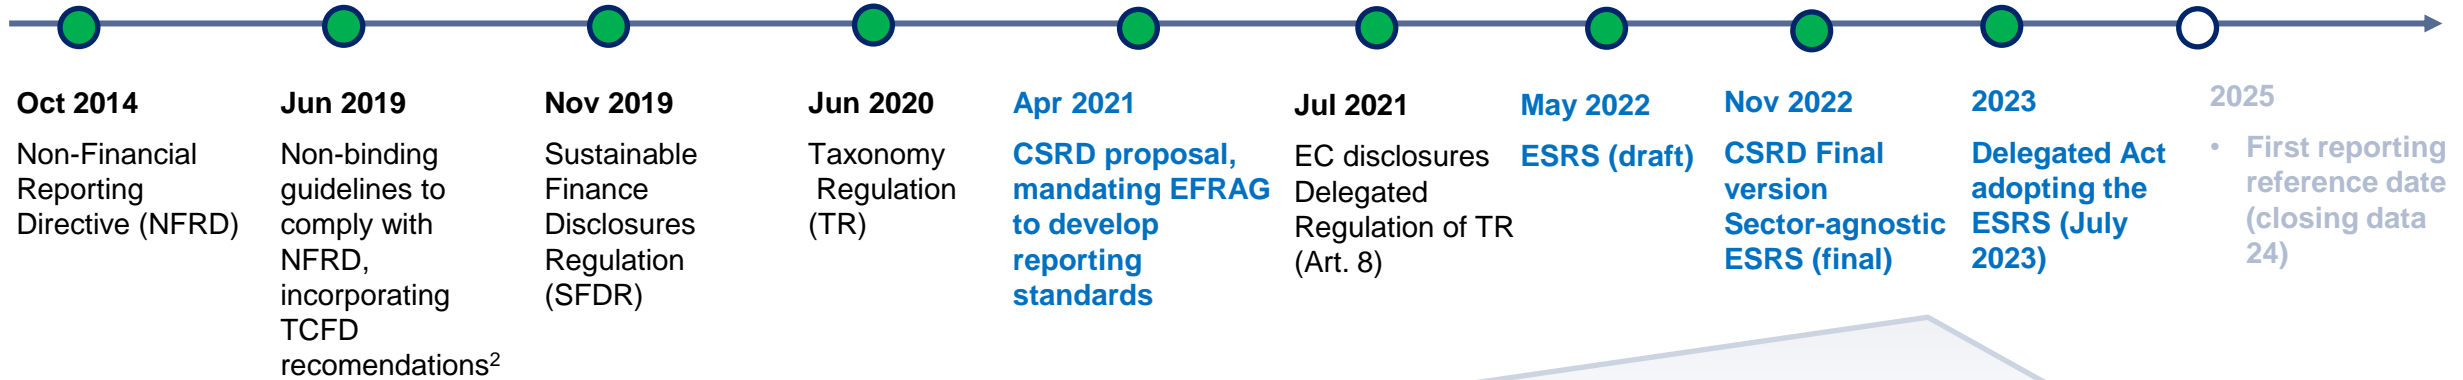 Oct 2014
Non-Financial
Reporting
Directive (NFRD)
Jun 2019
Non-binding
guidelines to
comply with
NFRD,
incorporating
TCFD
recomendations²
Nov 2019
Sustainable
Finance
Disclosures
Regulation
(SFDR)
Jun 2020
Taxonomy
Regulation
(TR)
Apr 2021
CSRD proposal,
mandating EFRAG
to develop
reporting
standards
Jul 2021
EC disclosures
Delegated
Regulation of TR
(Art. 8)
May 2022
ESRS (draft)
Nov 2022
CSRD Final
version
Sector-agnostic
ESRS (final)
2023
Delegated Act
adopting the
ESRS (July
2023)
2025
• First reporting
reference date
(closing data
24)